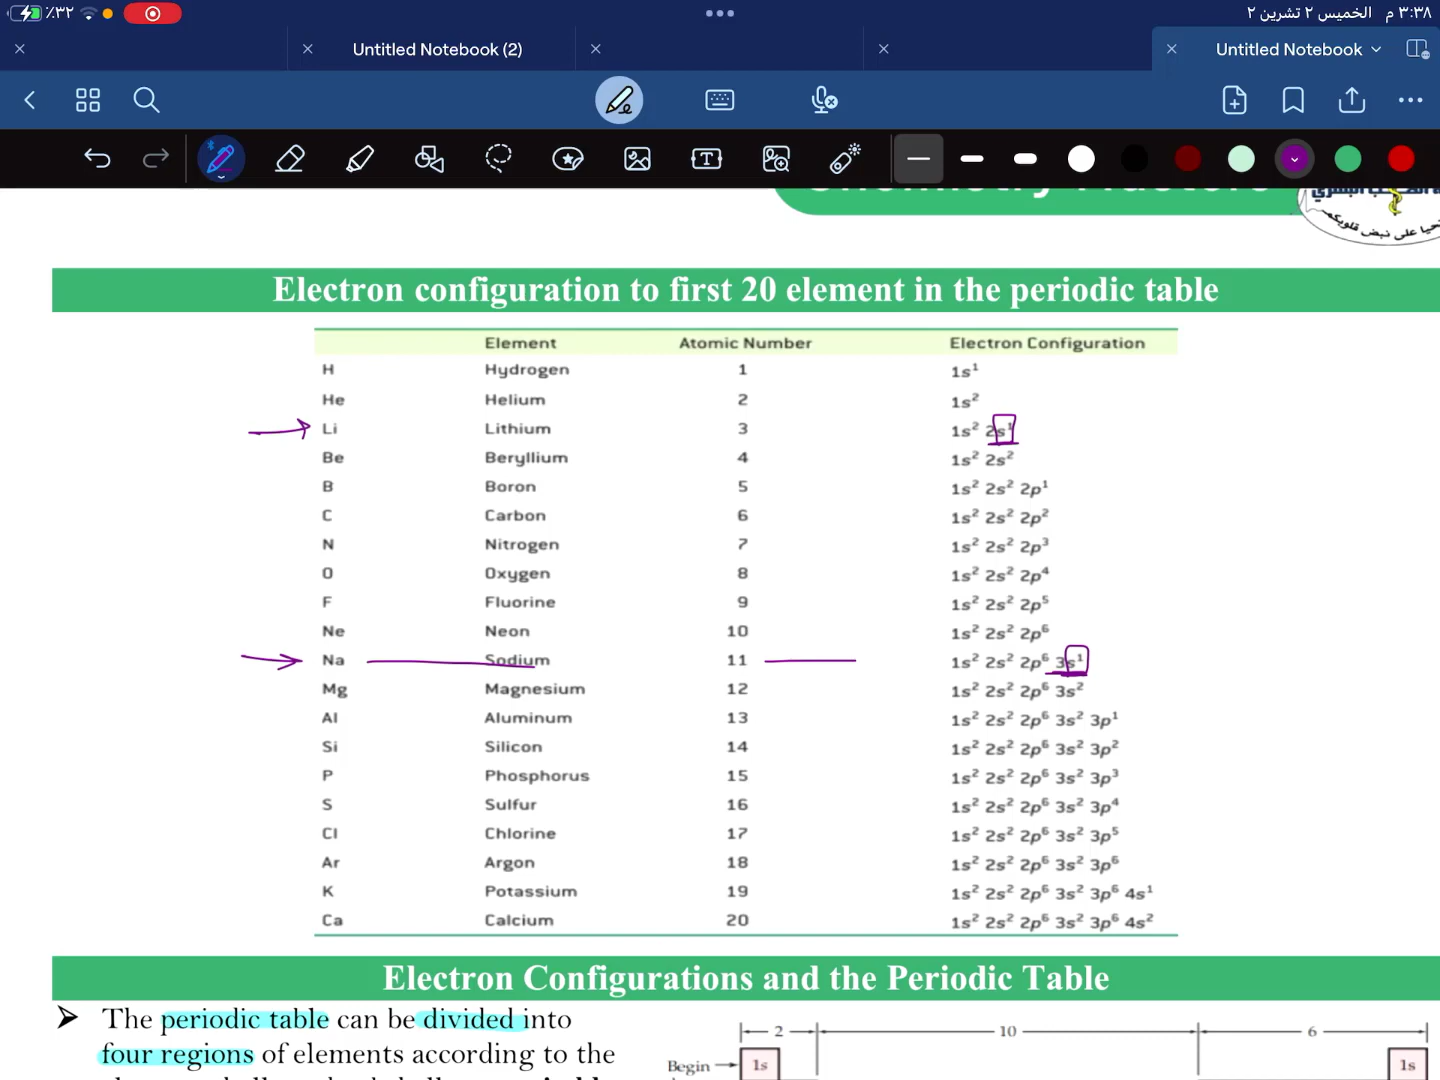 ٪٣٢
٣:٣٨ م الخميس ٢ تشرين ٢
Untitled Notebook (2)
Untitled Notebook
تحيا على نبض قلوبكم
Electron configuration to first 20 element in the periodic table
Element Atomic Number Electron Configuration
H Hydrogen 1 1s¹
He Helium 2 1s²
Li Lithium 3 1s² 2s¹
Be Beryllium 4 1s² 2s²
B Boron 5 1s² 2s² 2p¹
C Carbon 6 1s² 2s² 2p²
N Nitrogen 7 1s² 2s² 2p³
O Oxygen 8 1s² 2s² 2p⁴
F Fluorine 9 1s² 2s² 2p⁵
Ne Neon 10 1s² 2s² 2p⁶
Na Sodium 11 1s² 2s² 2p⁶ 3s¹
Mg Magnesium 12 1s² 2s² 2p⁶ 3s²
Al Aluminum 13 1s² 2s² 2p⁶ 3s² 3p¹
Si Silicon 14 1s² 2s² 2p⁶ 3s² 3p²
P Phosphorus 15 1s² 2s² 2p⁶ 3s² 3p³
S Sulfur 16 1s² 2s² 2p⁶ 3s² 3p⁴
Cl Chlorine 17 1s² 2s² 2p⁶ 3s² 3p⁵
Ar Argon 18 1s² 2s² 2p⁶ 3s² 3p⁶
K Potassium 19 1s² 2s² 2p⁶ 3s² 3p⁶ 4s¹
Ca Calcium 20 1s² 2s² 2p⁶ 3s² 3p⁶ 4s²
Electron Configurations and the Periodic Table
➤ The periodic table can be divided into
four regions of elements according to the
2 10 6
Begin 1s 1s